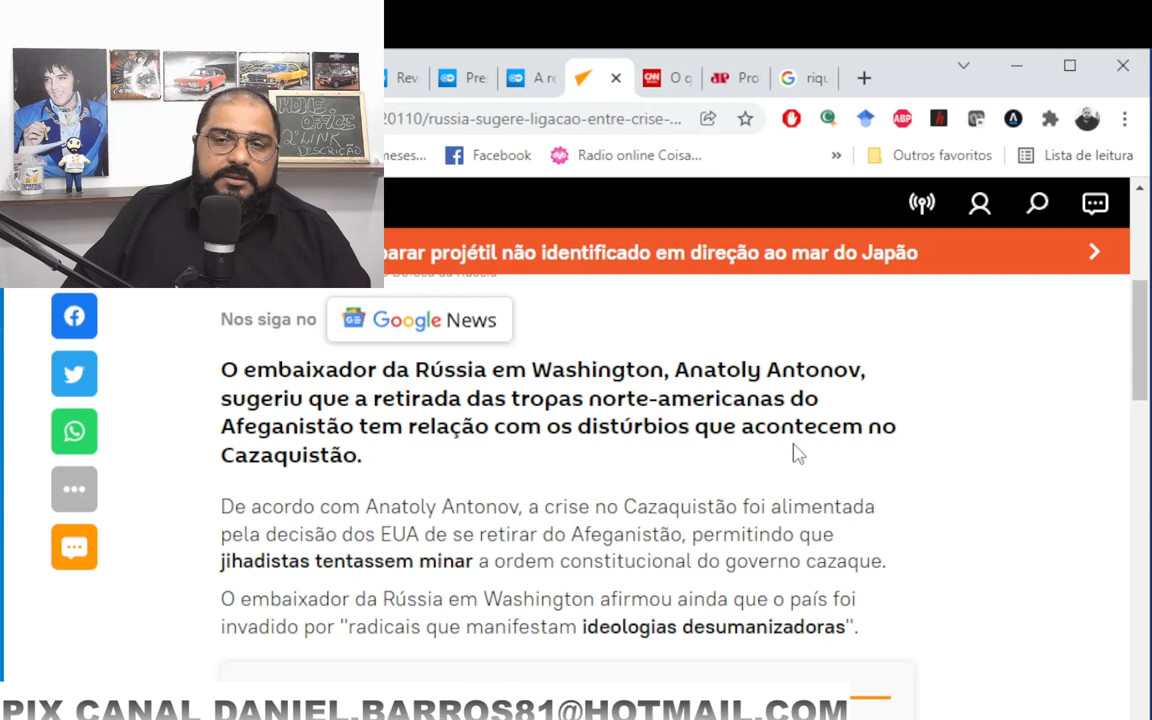 HOME
OFFICE
2º LINK
DESCRIÇÃO
Rev
Pre
A re
CNN
O q
JP
Pro
riqu
20110/russia-sugere-ligacao-entre-crise-...
ABP
meses...
Facebook
Radio online Coisa...
»
Outros favoritos
Lista de leitura
parar projétil não identificado em direção ao mar do Japão
Nos siga no
Google News
O embaixador da Rússia em Washington, Anatoly Antonov,
sugeriu que a retirada das tropas norte-americanas do
Afeganistão tem relação com os distúrbios que acontecem no
Cazaquistão.
De acordo com Anatoly Antonov, a crise no Cazaquistão foi alimentada
pela decisão dos EUA de se retirar do Afeganistão, permitindo que
jihadistas tentassem minar a ordem constitucional do governo cazaque.
O embaixador da Rússia em Washington afirmou ainda que o país foi
invadido por "radicais que manifestam ideologias desumanizadoras".
PIX CANAL DANIEL.BARROS81@HOTMAIL.COM